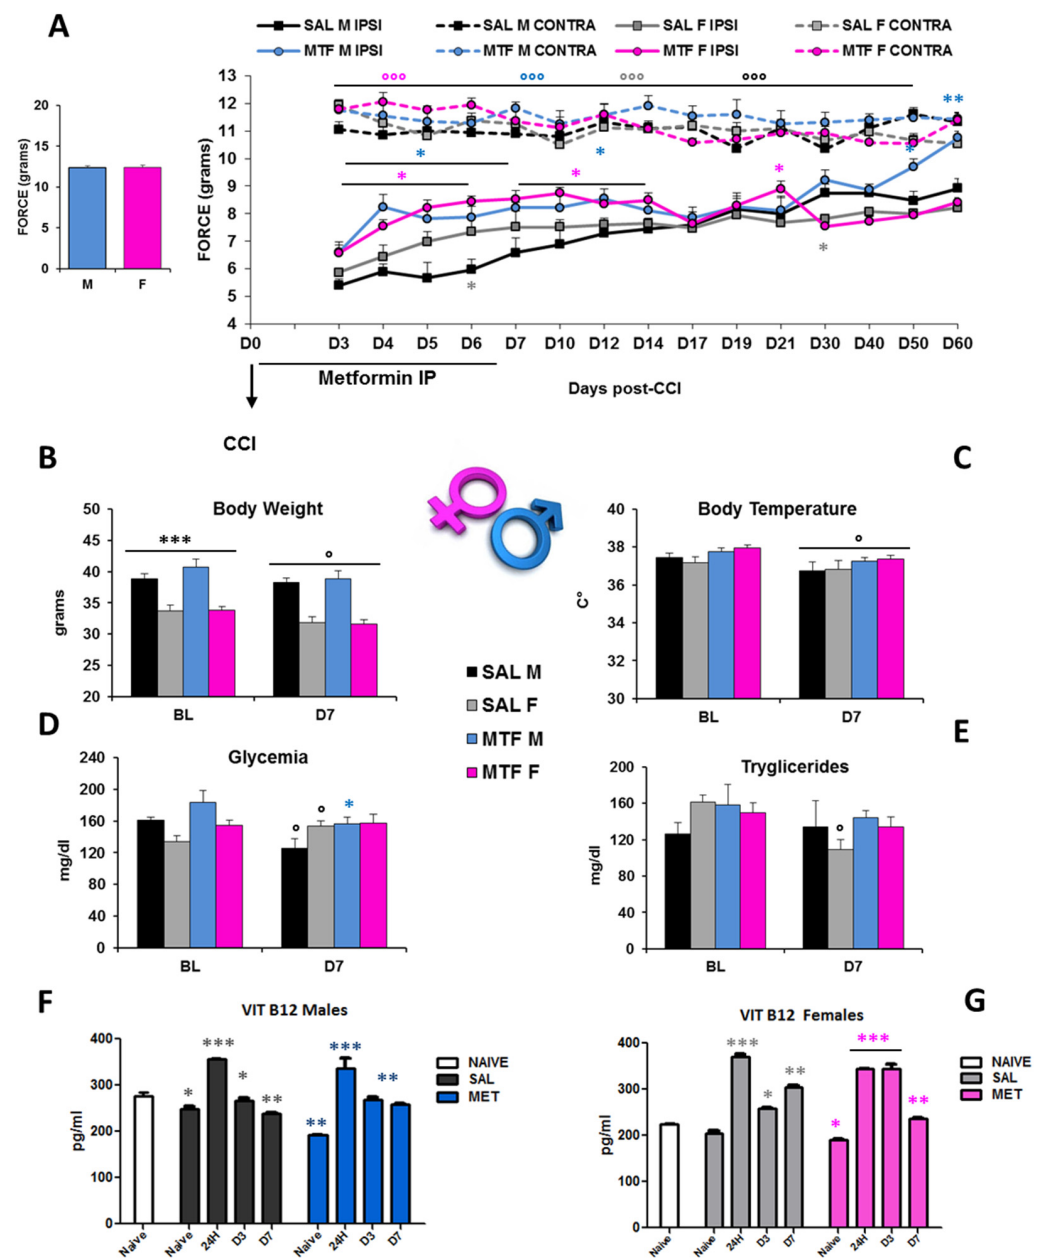 A
SAL M IPSI SAL M CONTRA SAL F IPSI SAL F CONTRA
MTF M IPSI MTF M CONTRA MTF F IPSI MTF F CONTRA
FORCE (grams)
20
15
10
5
0
M F
FORCE (grams)
13
12
11
10
9
8
7
6
5
4
°°° °°° °°° °°°
**
* * *
* * *
* *
D0 D3 D4 D5 D6 D7 D10 D12 D14 D17 D19 D21 D30 D40 D50 D60
Metformin IP
Days post-CCI
CCI
B
Body Weight
grams
50
45
40
35
30
25
20
*** °
BL D7
C
Body Temperature
C°
40
38
36
34
32
30
°
BL D7
SAL M
SAL F
MTF M
MTF F
D
Glycemia
mg/dl
240
200
160
120
80
40
0
° ° *
BL D7
E
Tryglicerides
mg/dl
200
160
120
80
40
0
°
BL D7
F
VIT B12 Males
pg/ml
400
300
200
100
0
* *** * ** ** *** **
Naive Naive 24H D3 D7 Naive 24H D3 D7
NAIVE
SAL
MET
G
VIT B12 Females
pg/ml
400
300
200
100
0
*** * ** * *** **
Naive Naive 24H D3 D7 Naive 24H D3 D7
NAIVE
SAL
MET